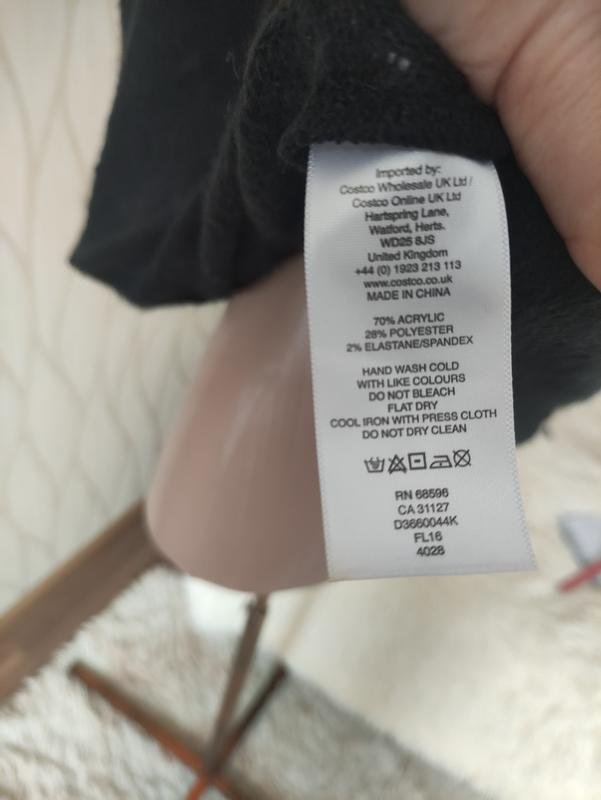 Imported by:
Costco Wholesale UK Ltd /
Costco Online UK Ltd
Hartspring Lane,
Watford, Herts.
WD25 8JS
United Kingdom
+44 (0) 1923 213 113
www.costco.co.uk
MADE IN CHINA
70% ACRYLIC
28% POLYESTER
2% ELASTANE/SPANDEX
HAND WASH COLD
WITH LIKE COLOURS
DO NOT BLEACH
FLAT DRY
COOL IRON WITH PRESS CLOTH
DO NOT DRY CLEAN
RN 68596
CA 31127
D3660044K
FL16
4028